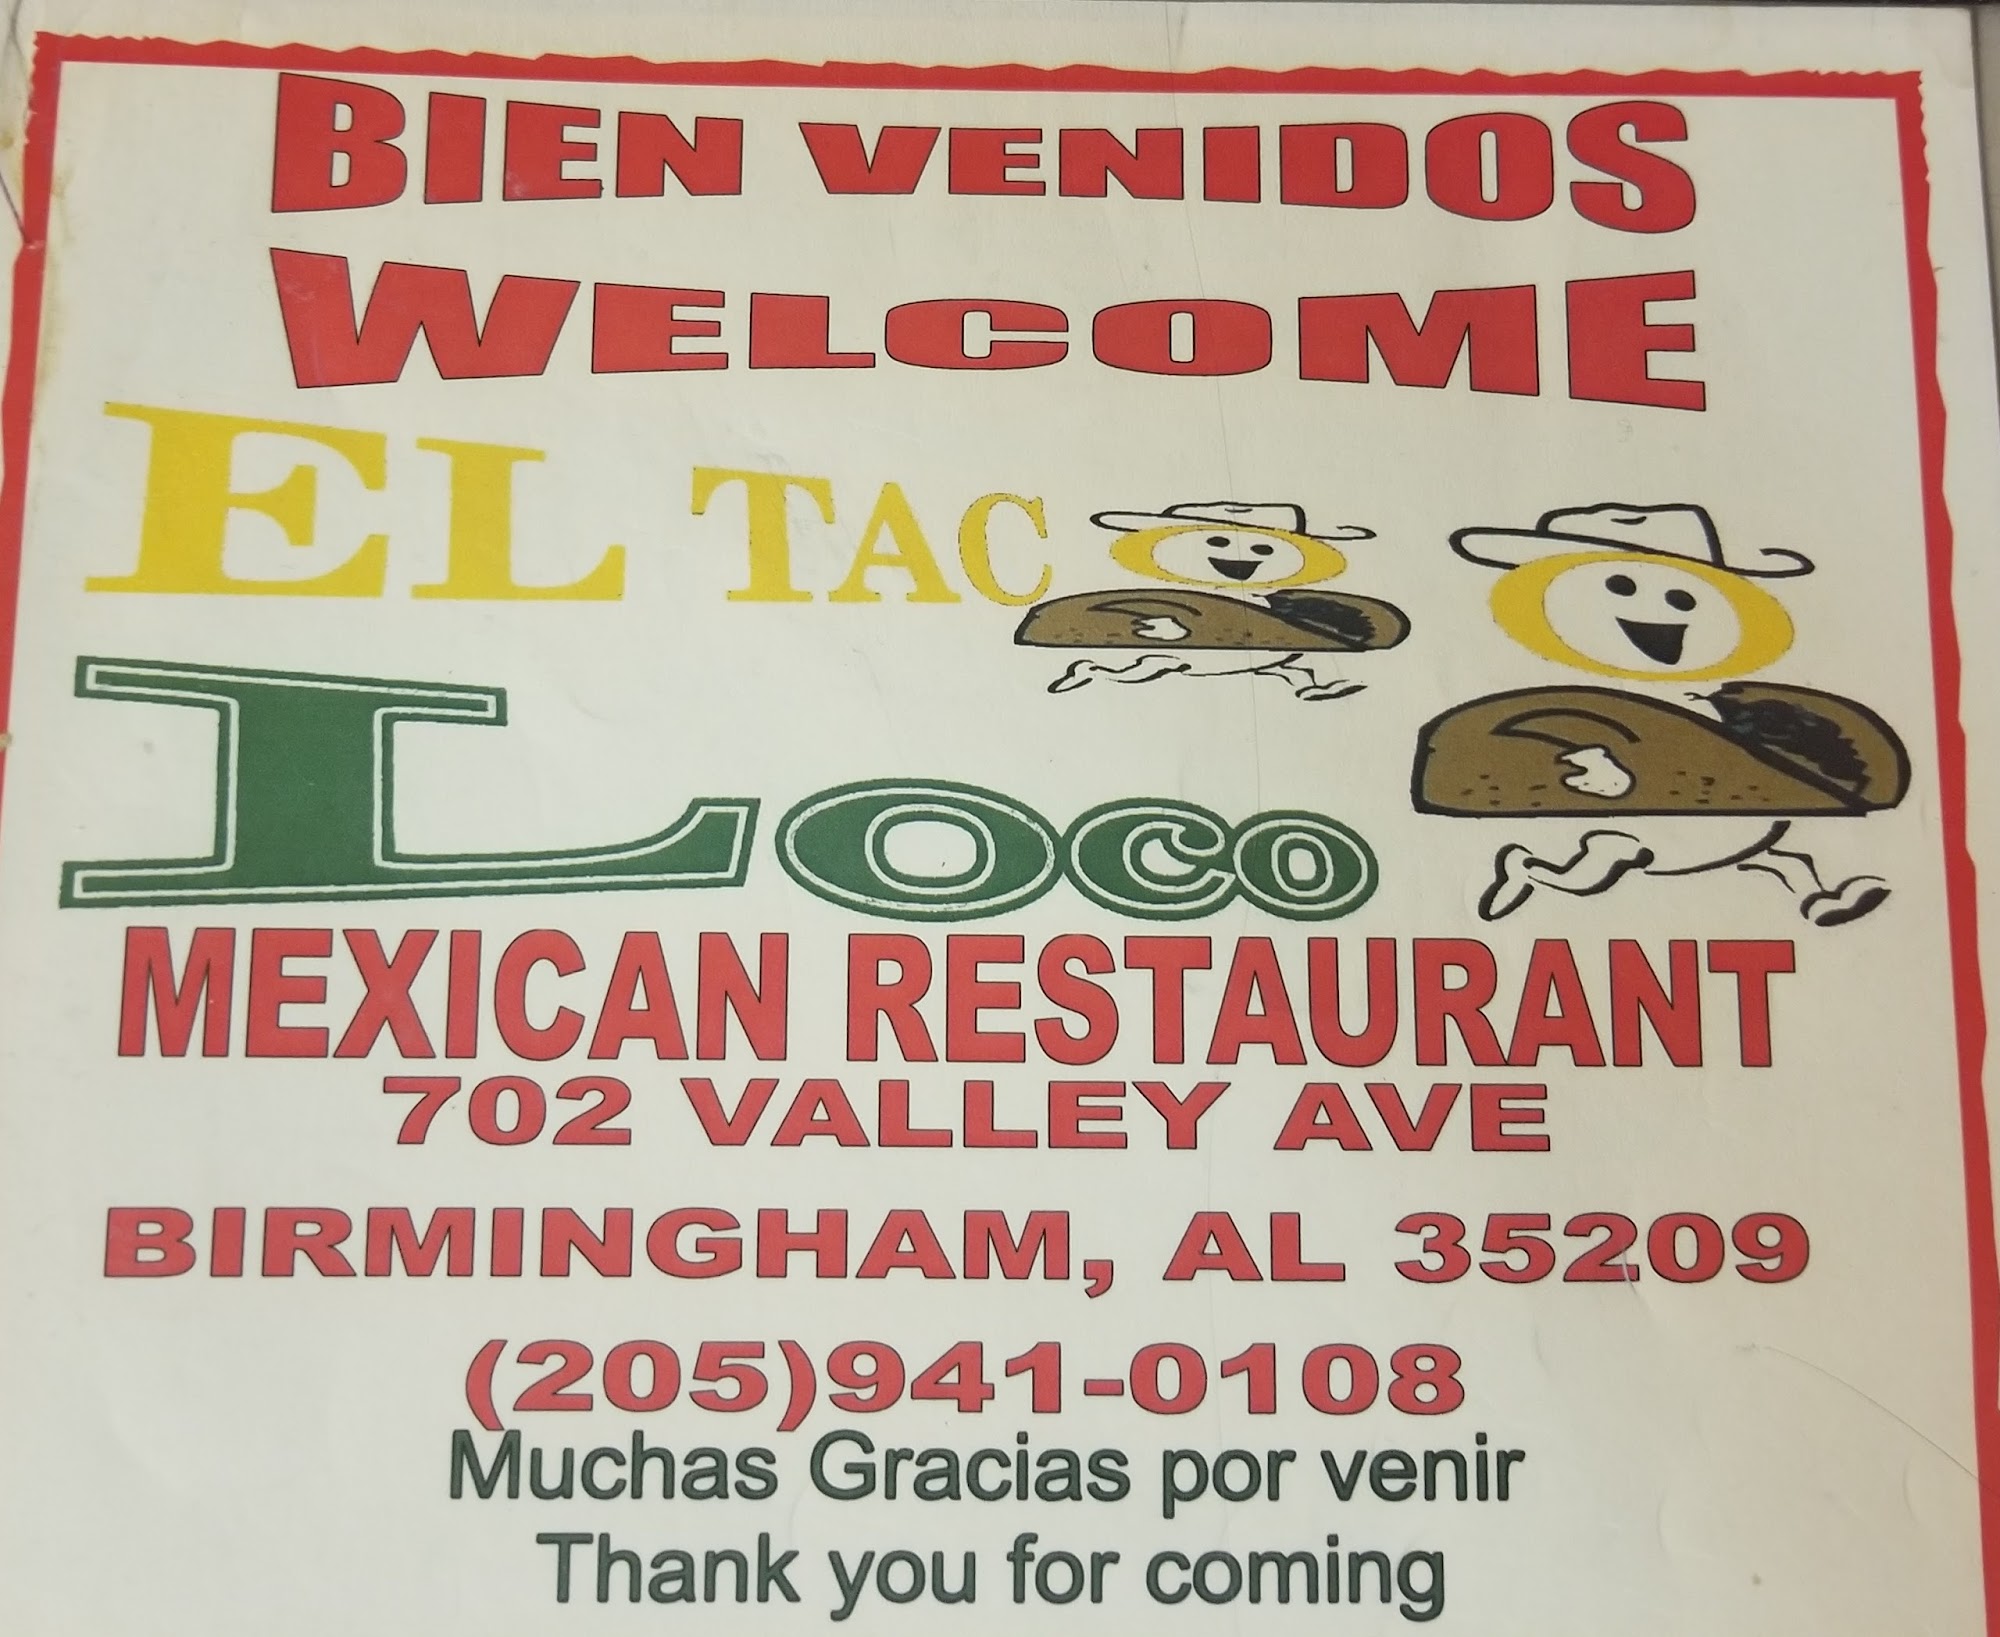 BIEN VENIDOS
WELCOME
EL TACO
LOCO
MEXICAN RESTAURANT
702 VALLEY AVE
BIRMINGHAM, AL 35209
(205)941-0108
Muchas Gracias por venir
Thank you for coming